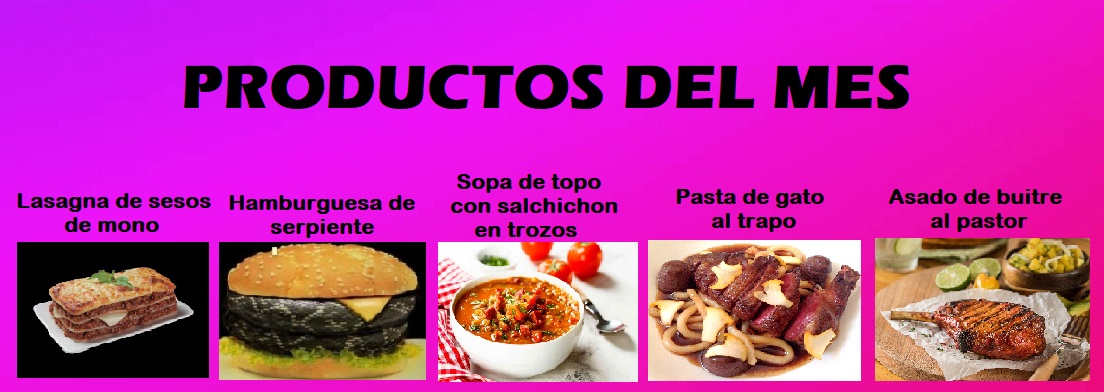 PRODUCTOS DEL MES
Lasagna de sesos
de mono
Hamburguesa de
serpiente
Sopa de topo
con salchichon
en trozos
Pasta de gato
al trapo
Asado de buitre
al pastor